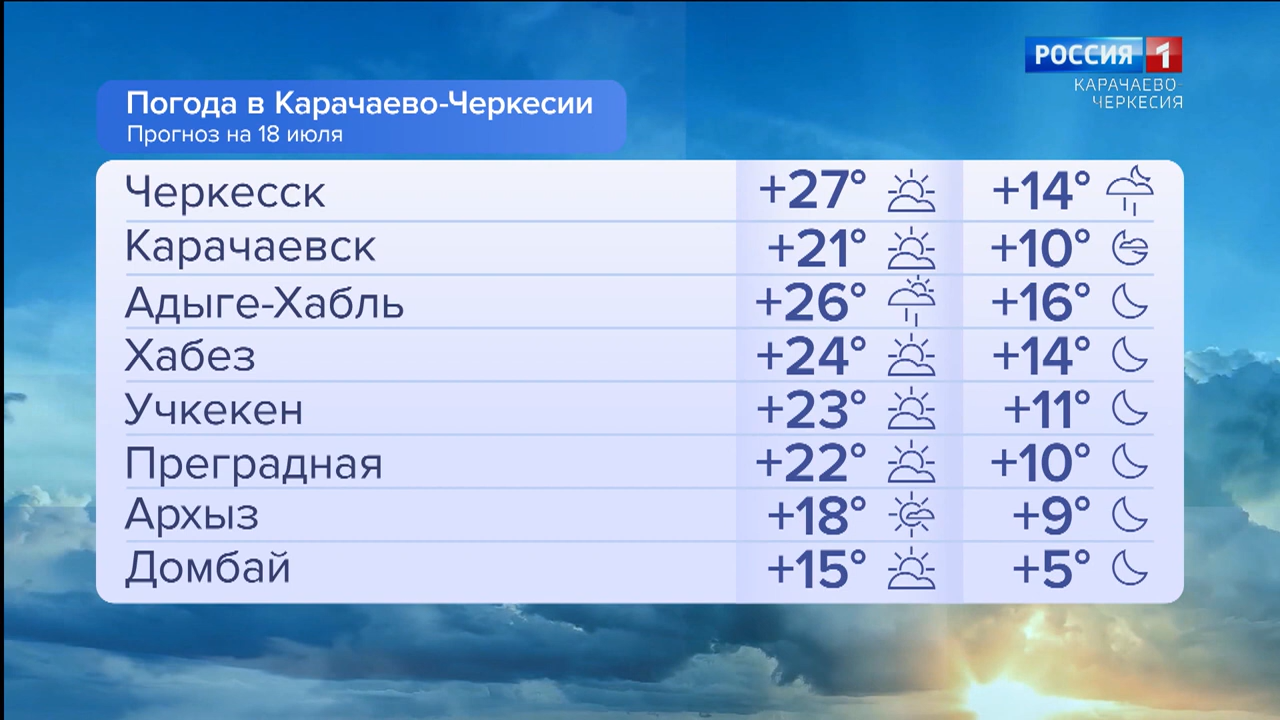 РОССИЯ 1
КАРАЧАЕВО-
ЧЕРКЕСИЯ
Погода в Карачаево-Черкесии
Прогноз на 18 июля
Черкесск +27° +14°
Карачаевск +21° +10°
Адыге-Хабль +26° +16°
Хабез +24° +14°
Учкекен +23° +11°
Преградная +22° +10°
Архыз +18° +9°
Домбай +15° +5°